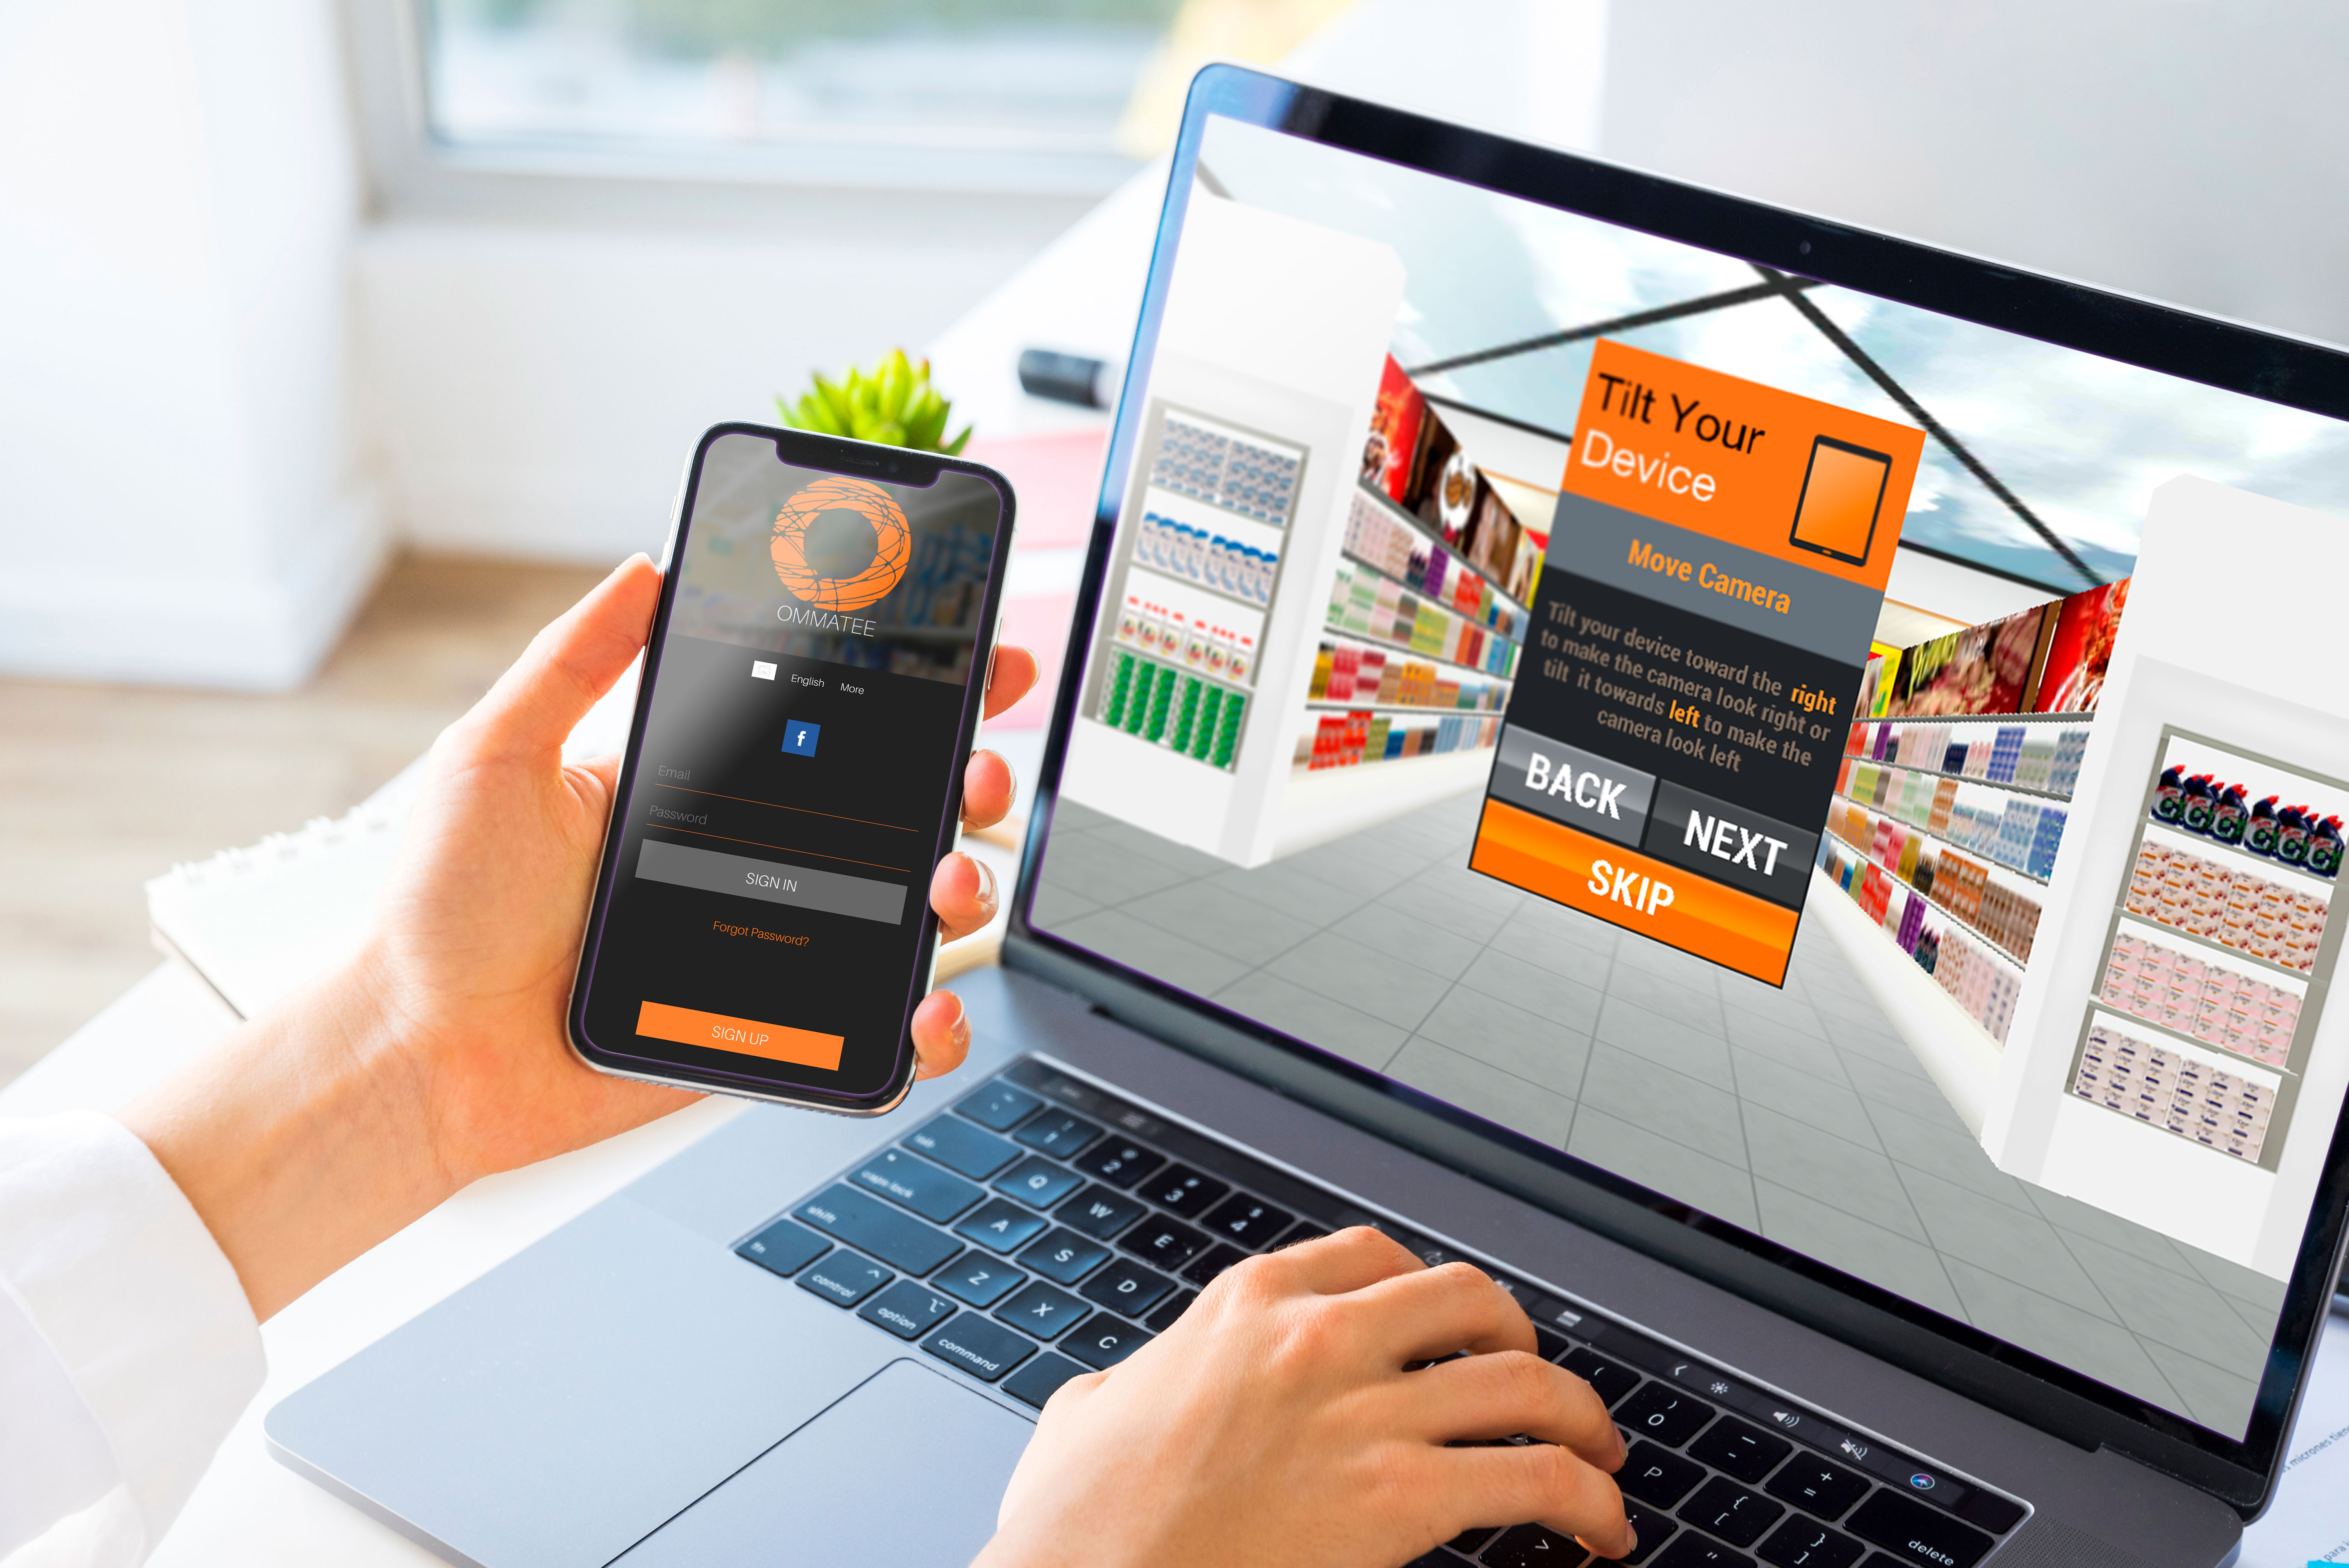 OMMATEE
English More
f
Email
Password
SIGN IN
Forgot Password?
SIGN UP
Tilt Your
Device
Move Camera
Tilt your device toward the right
to make the camera look right or
tilt it towards left to make the
camera look left
BACK NEXT
SKIP
tab
caps lock
shift
fn
control
option
command
delete
! 1
@ 2
# 3
$ 4
Q W E
A S D
Z X C
) 0
_ -
+ =
P { [ } ]
: ;
" '
>
micrones